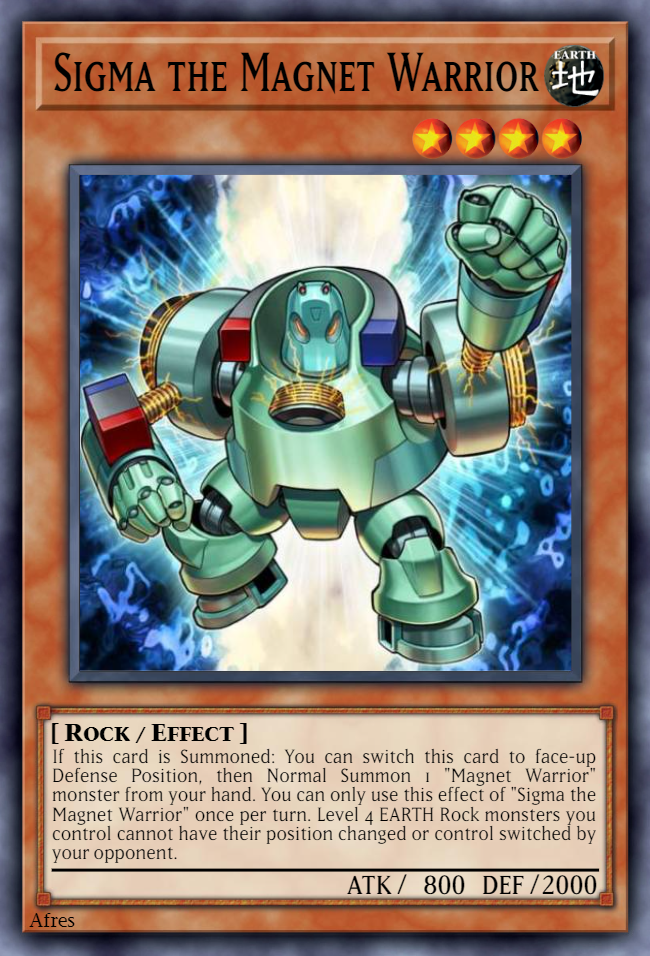 Sigma the Magnet Warrior
EARTH
地
[ Rock / Effect ]
If this card is Summoned: You can switch this card to face-up
Defense Position, then Normal Summon 1 "Magnet Warrior"
monster from your hand. You can only use this effect of "Sigma the
Magnet Warrior" once per turn. Level 4 EARTH Rock monsters you
control cannot have their position changed or control switched by
your opponent.
ATK / 800 DEF /2000
Afres